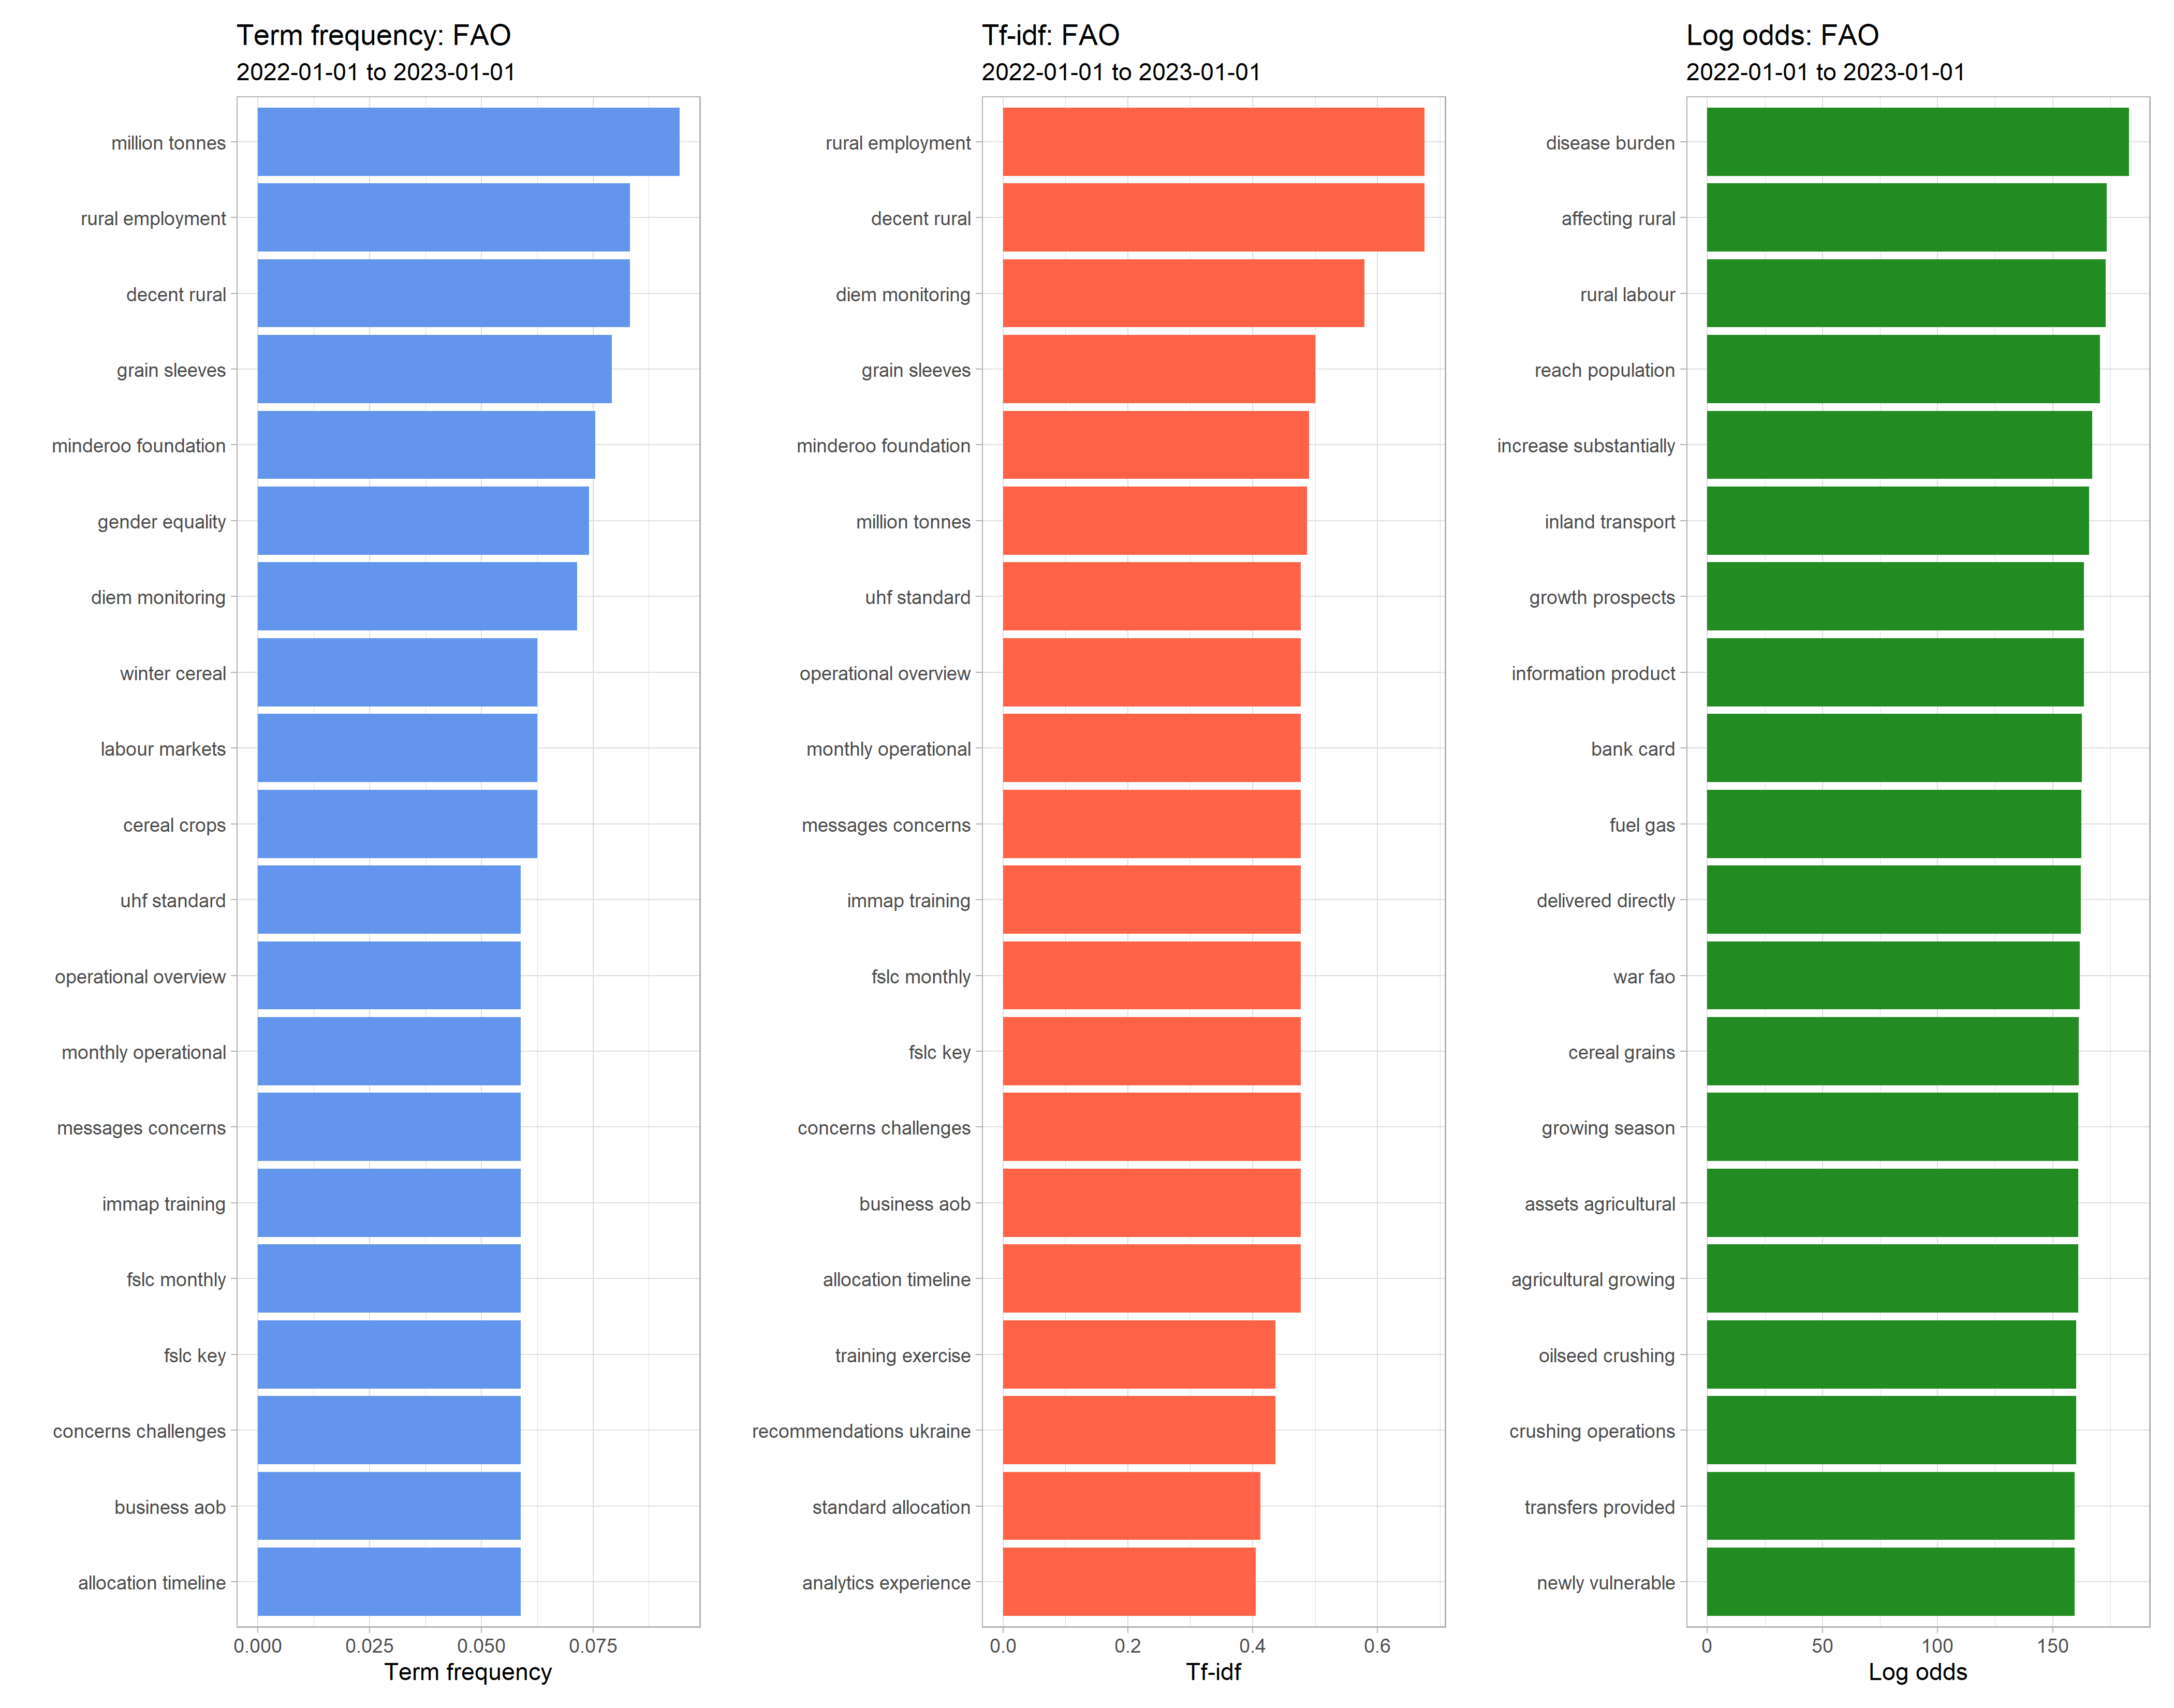 Term frequency: FAO
2022-01-01 to 2023-01-01
million tonnes
rural employment
decent rural
grain sleeves
minderoo foundation
gender equality
diem monitoring
winter cereal
labour markets
cereal crops
uhf standard
operational overview
monthly operational
messages concerns
immap training
fslc monthly
fslc key
concerns challenges
business aob
allocation timeline
0.000 0.025 0.050 0.075
Term frequency
Tf-idf: FAO
2022-01-01 to 2023-01-01
rural employment
decent rural
diem monitoring
grain sleeves
minderoo foundation
million tonnes
uhf standard
operational overview
monthly operational
messages concerns
immap training
fslc monthly
fslc key
concerns challenges
business aob
allocation timeline
training exercise
recommendations ukraine
standard allocation
analytics experience
0.0 0.2 0.4 0.6
Tf-idf
Log odds: FAO
2022-01-01 to 2023-01-01
disease burden
affecting rural
rural labour
reach population
increase substantially
inland transport
growth prospects
information product
bank card
fuel gas
delivered directly
war fao
cereal grains
growing season
assets agricultural
agricultural growing
oilseed crushing
crushing operations
transfers provided
newly vulnerable
0 50 100 150
Log odds